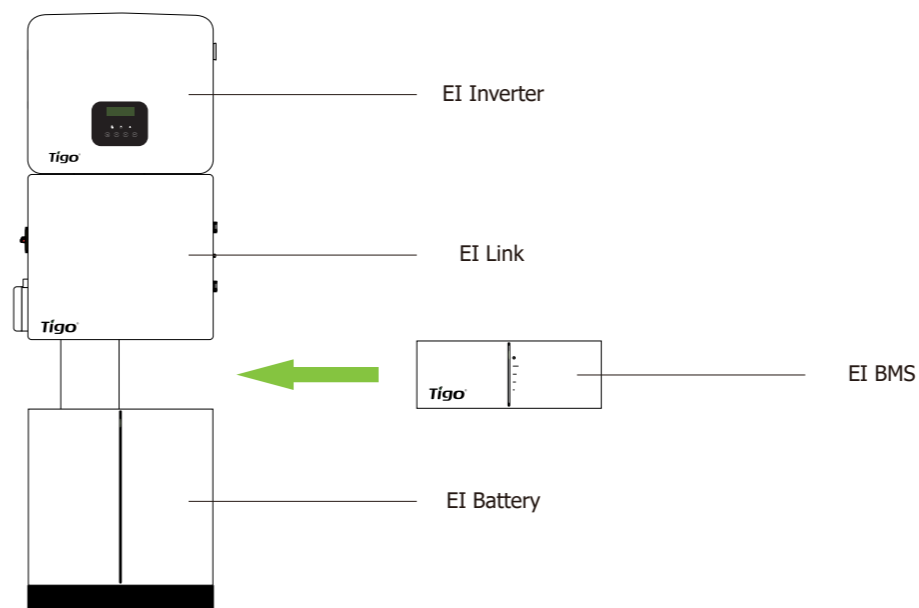 EI Inverter
Tigo
EI Link
Tigo
Tigo
EI BMS
EI Battery